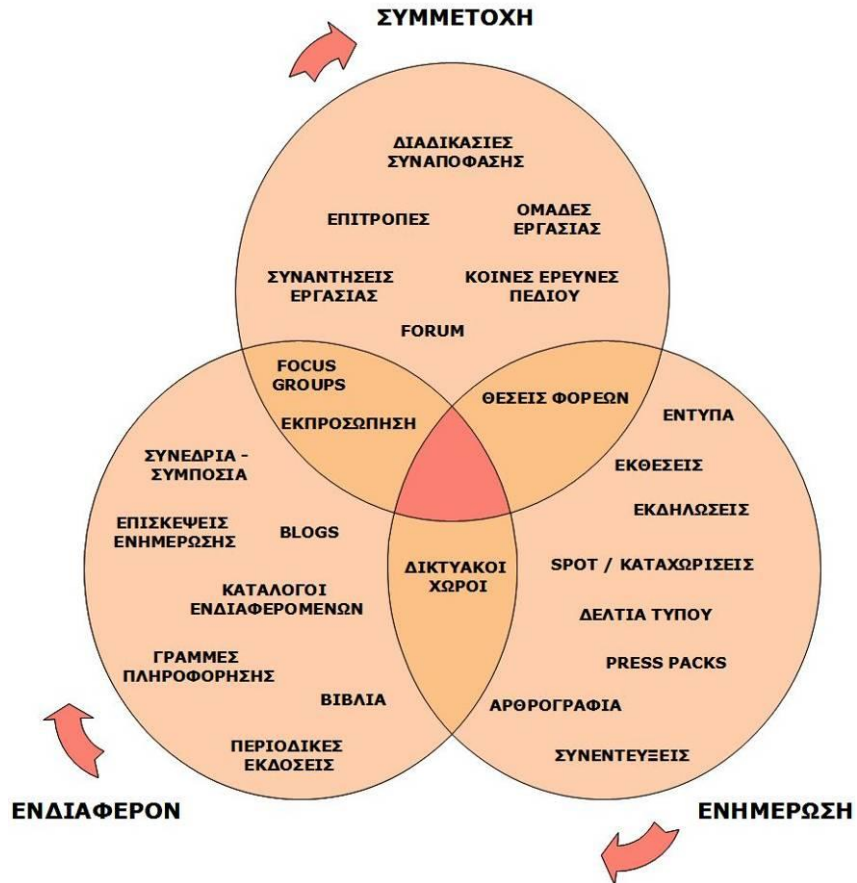 ΣΥΜΜΕΤΟΧΗ
ΔΙΑΔΙΚΑΣΙΕΣ
ΣΥΝΑΠΟΦΑΣΗΣ
ΕΠΙΤΡΟΠΕΣ
ΟΜΑΔΕΣ
ΕΡΓΑΣΙΑΣ
ΣΥΝΑΝΤΗΣΕΙΣ
ΕΡΓΑΣΙΑΣ
ΚΟΙΝΕΣ ΕΡΕΥΝΕΣ
ΠΕΔΙΟΥ
FORUM
FOCUS
GROUPS
ΕΚΠΡΟΣΩΠΗΣΗ
ΘΕΣΕΙΣ ΦΟΡΕΩΝ
ΣΥΝΕΔΡΙΑ -
ΣΥΜΠΟΣΙΑ
ΕΠΙΣΚΕΨΕΙΣ
ΕΝΗΜΕΡΩΣΗΣ
BLOGS
ΚΑΤΑΛΟΓΟΙ
ΕΝΔΙΑΦΕΡΟΜΕΝΩΝ
ΓΡΑΜΜΕΣ
ΠΛΗΡΟΦΟΡΗΣΗΣ
ΒΙΒΛΙΑ
ΠΕΡΙΟΔΙΚΕΣ
ΕΚΔΟΣΕΙΣ
ΔΙΚΤΥΑΚΟΙ
ΧΩΡΟΙ
ΕΝΤΥΠΑ
ΕΚΘΕΣΕΙΣ
ΕΚΔΗΛΩΣΕΙΣ
SPOT / ΚΑΤΑΧΩΡΙΣΕΙΣ
ΔΕΛΤΙΑ ΤΥΠΟΥ
PRESS PACKS
ΑΡΘΡΟΓΡΑΦΙΑ
ΣΥΝΕΝΤΕΥΞΕΙΣ
ΕΝΔΙΑΦΕΡΟΝ
ΕΝΗΜΕΡΩΣΗ